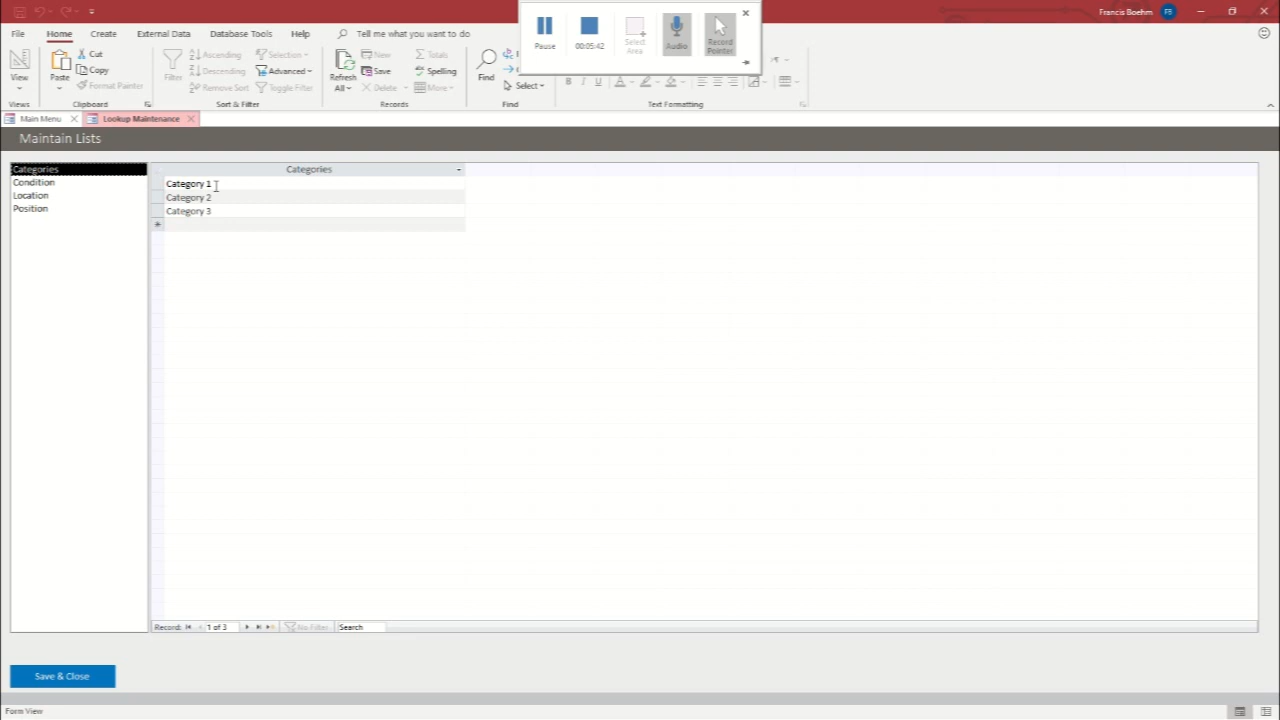 Francis Boehm FB
File Home Create External Data Database Tools Help Tell me what you want to do
Pause
00:05:42
Select Area
Audio
Record Pointer
View
Views
Paste
Cut
Copy
Format Painter
Clipboard
Filter
Ascending
Descending
Remove Sort
Selection
Advanced
Toggle Filter
Sort & Filter
Refresh All
New
Save
Delete
Totals
Spelling
More
Records
Find
Select
Find
B I U A
Text Formatting
Main Menu Lookup Maintenance
Maintain Lists
Categories
Condition
Location
Position
Categories
Category 1
Category 2
Category 3
Record: 1 of 3 No Filter Search
Save & Close
Form View